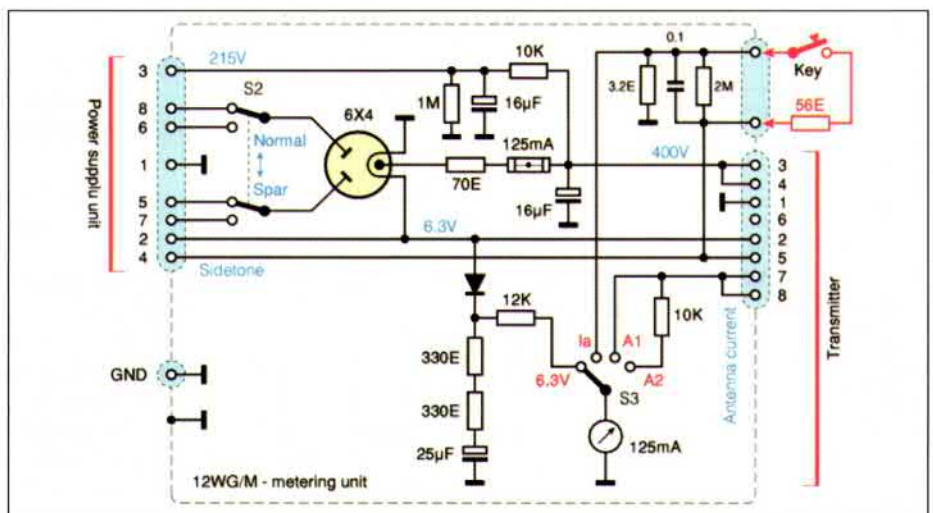 215V
10K
0.1
Key
3
S2
3.2E
2M
1M
16µF
8
6X4
56E
6
Normal
125mA
400V
3
1
70E
4
Spar
16µF
1
5
6
7
6.3V
2
2
5
4
Sidetone
7
12K
8
10K
Ia
A1
330E
6.3V
A2
GND
S3
330E
25µF
125mA
12WG/M - metering unit
Power supplu unit
Antenna current
Transmitter